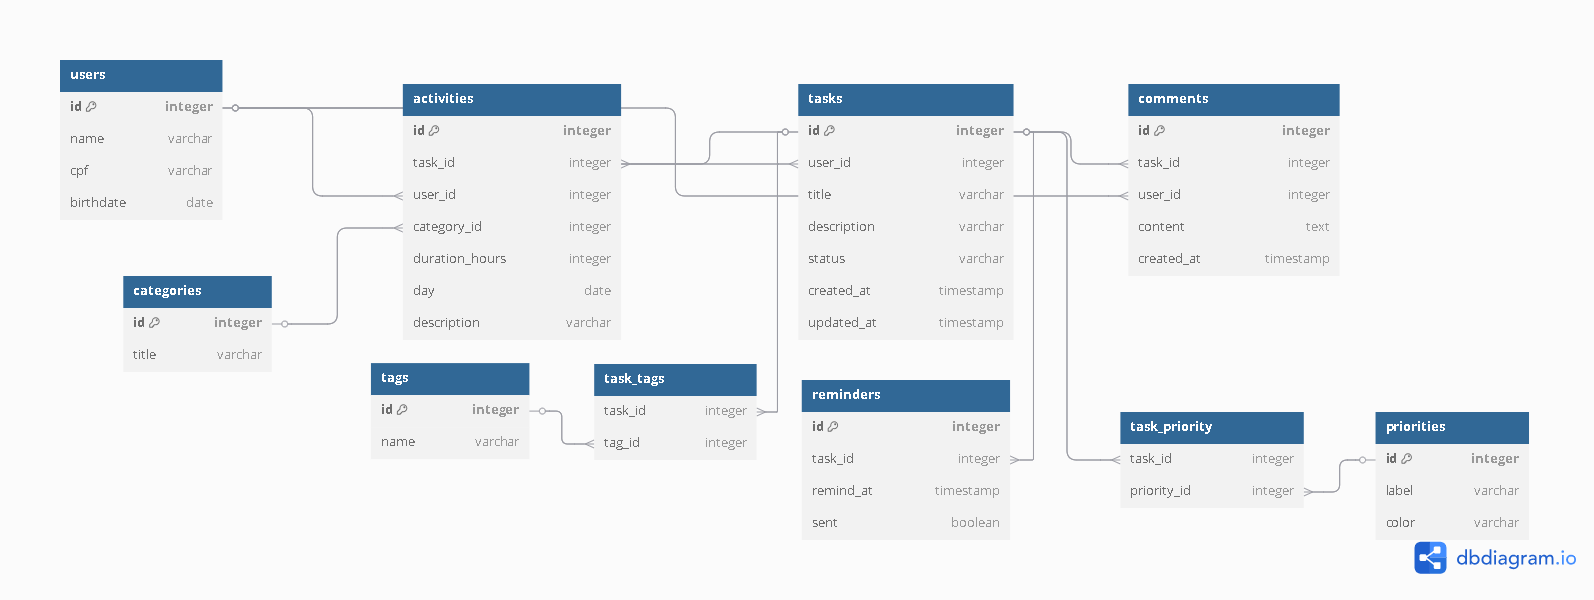 users
id integer
name varchar
cpf varchar
birthdate date
activities
id integer
task_id integer
user_id integer
category_id integer
duration_hours integer
day date
description varchar
tasks
id integer
user_id integer
title varchar
description varchar
status varchar
created_at timestamp
updated_at timestamp
comments
id integer
task_id integer
user_id integer
content text
created_at timestamp
categories
id integer
title varchar
tags
id integer
name varchar
task_tags
task_id integer
tag_id integer
reminders
id integer
task_id integer
remind_at timestamp
sent boolean
task_priority
task_id integer
priority_id integer
priorities
id integer
label varchar
color varchar
dbdiagram.io